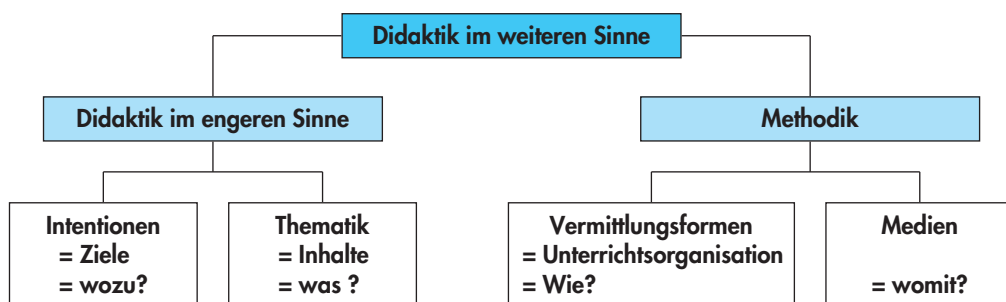 Didaktik im weiteren Sinne
Didaktik im engeren Sinne
Methodik
Intentionen
= Ziele
= wozu?
Thematik
= Inhalte
= was ?
Vermittlungsformen
= Unterrichtsorganisation
= Wie?
Medien
= womit?